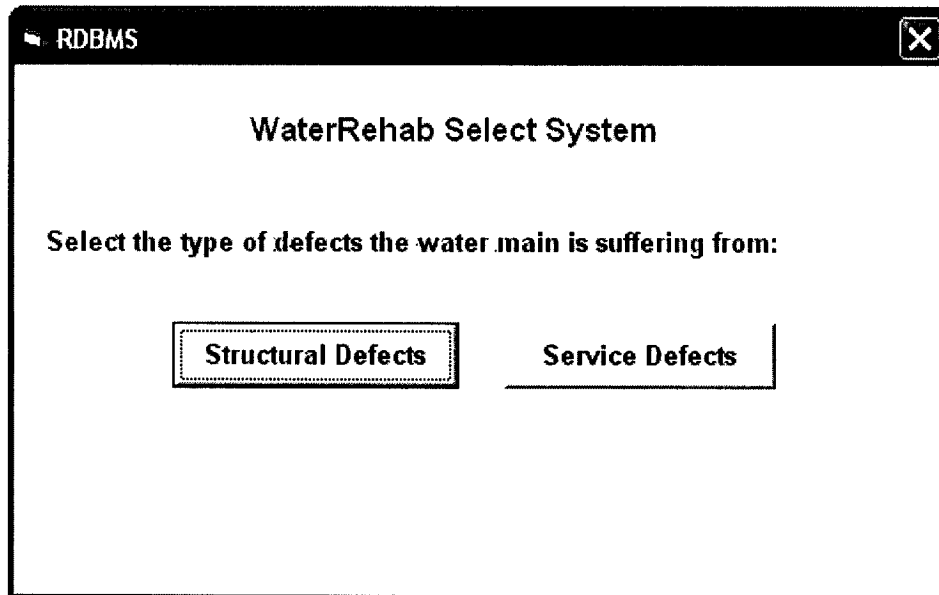 RDBMS
WaterRehab Select System
Select the type of defects the water main is suffering from:
Structural Defects Service Defects